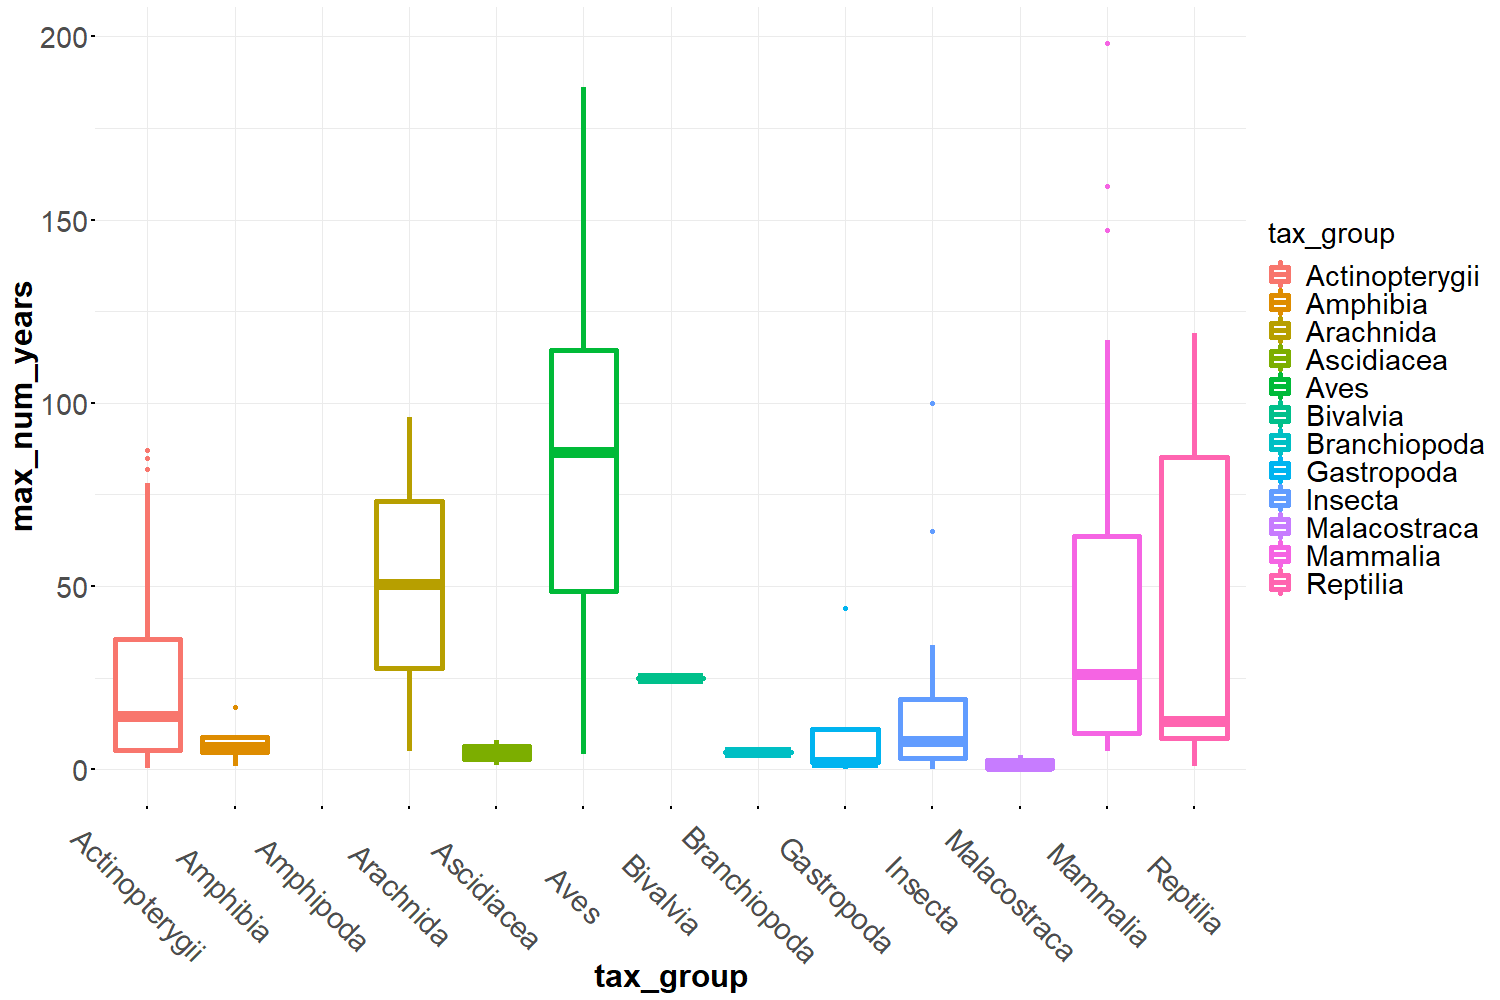 200
150
100
50
0
max_num_years
Actinopterygii
Amphibia
Amphipoda
Arachnida
Ascidiacea
Aves
Bivalvia
Branchiopoda
Gastropoda
Insecta
Malacostraca
Mammalia
Reptilia
tax_group
tax_group
Actinopterygii
Amphibia
Arachnida
Ascidiacea
Aves
Bivalvia
Branchiopoda
Gastropoda
Insecta
Malacostraca
Mammalia
Reptilia